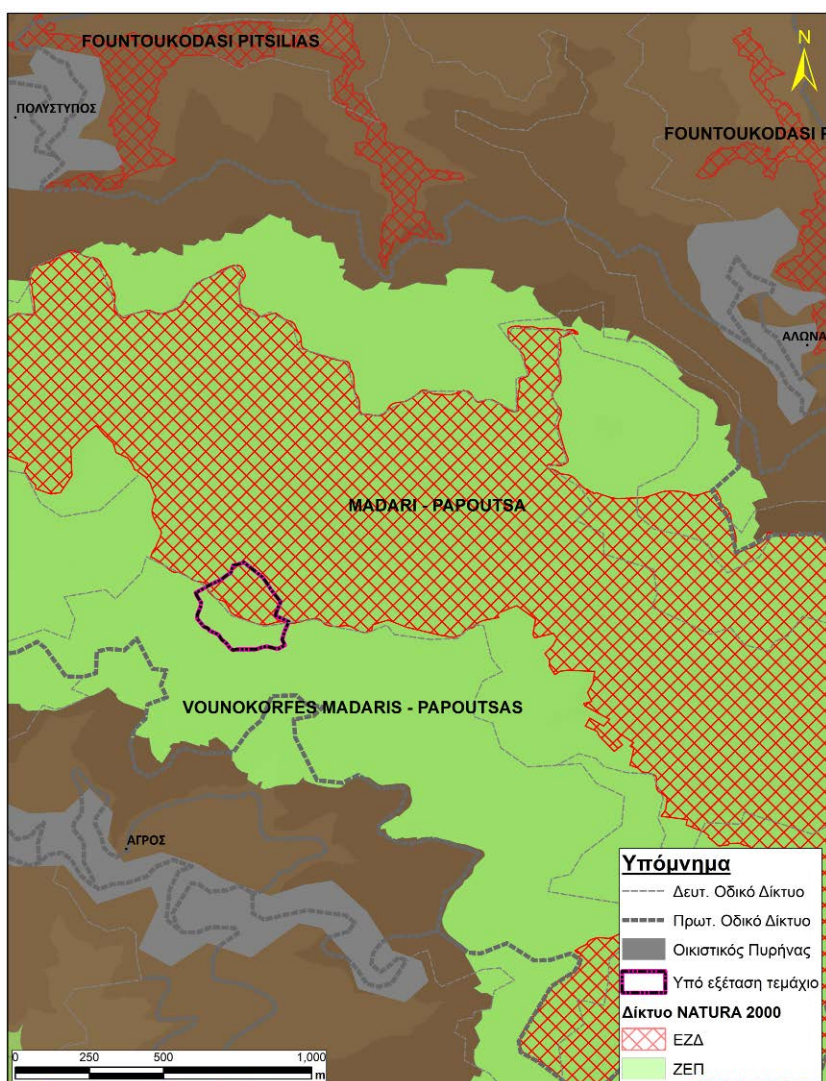 FOUNTOUKODASI PITSILIAS
N
ΠΟΛΥΣΤΥΠΟΣ
FOUNTOUKODASI P
ΑΛΩΝΑ
MADARI - PAPOUTSA
VOUNOKORFES MADARIS - PAPOUTSAS
ΑΓΡΟΣ
Υπόμνημα
Δευτ. Οδικό Δίκτυο
Πρωτ. Οδικό Δίκτυο
Οικιστικός Πυρήνας
Υπό εξέταση τεμάχιο
Δίκτυο NATURA 2000
ΕΖΔ
ΖΕΠ
0 250 500 1,000
m